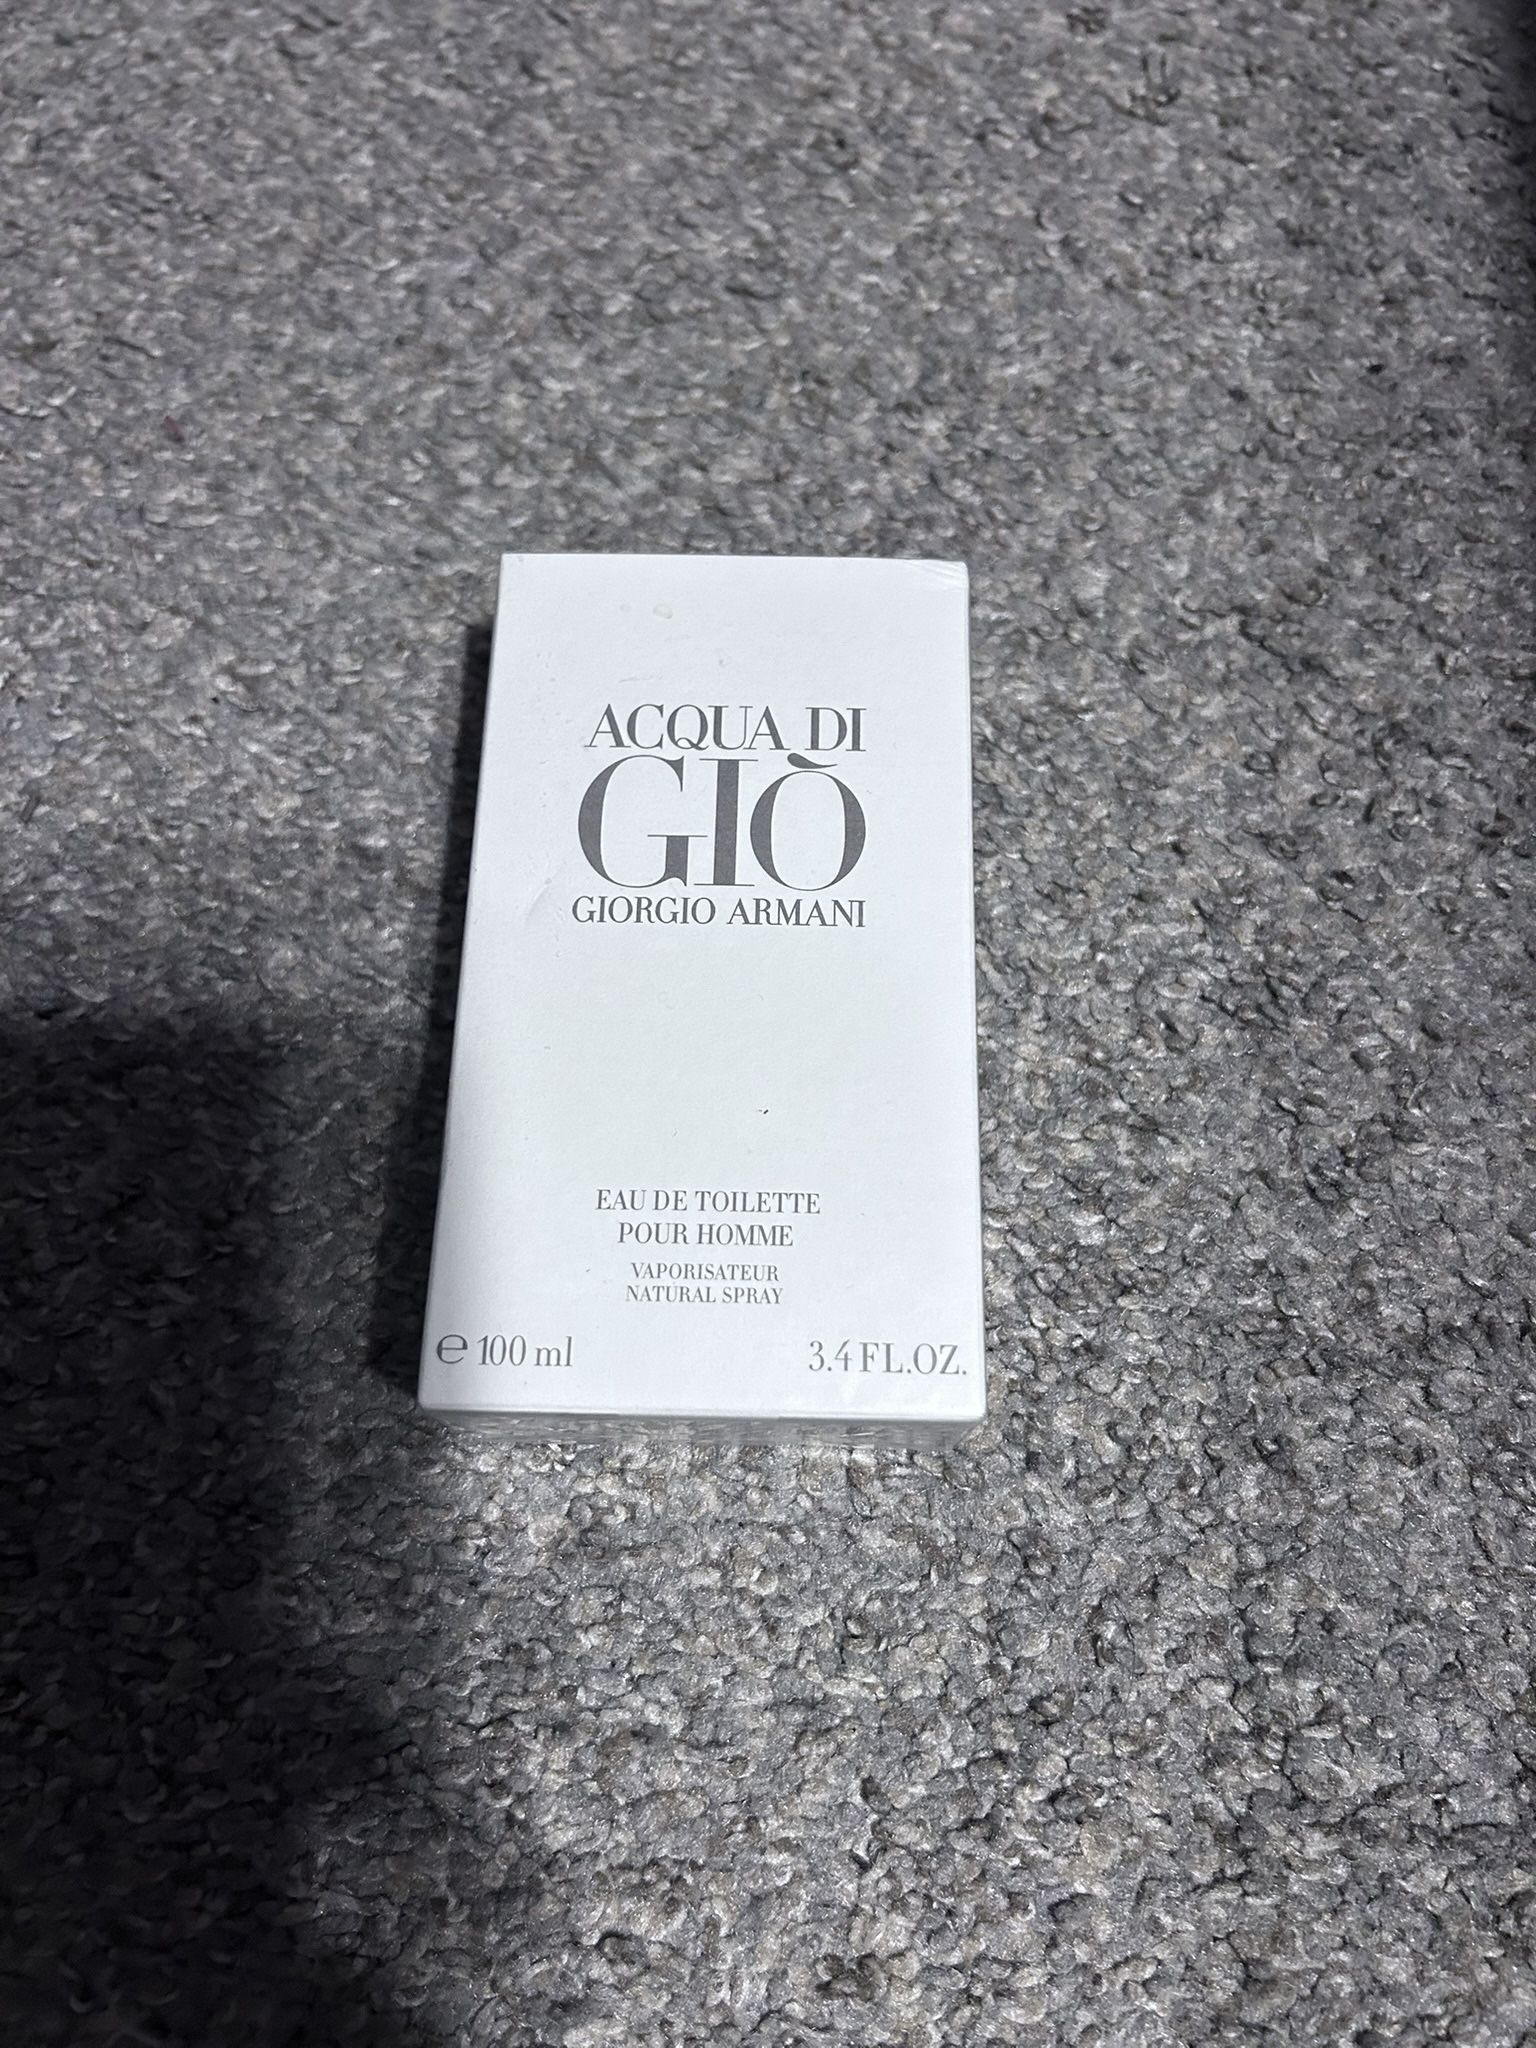 ACQUA DI
GIÒ
GIORGIO ARMANI
EAU DE TOILETTE
POUR HOMME
VAPORISATEUR
NATURAL SPRAY
℮ 100 ml 3.4 FL.OZ.